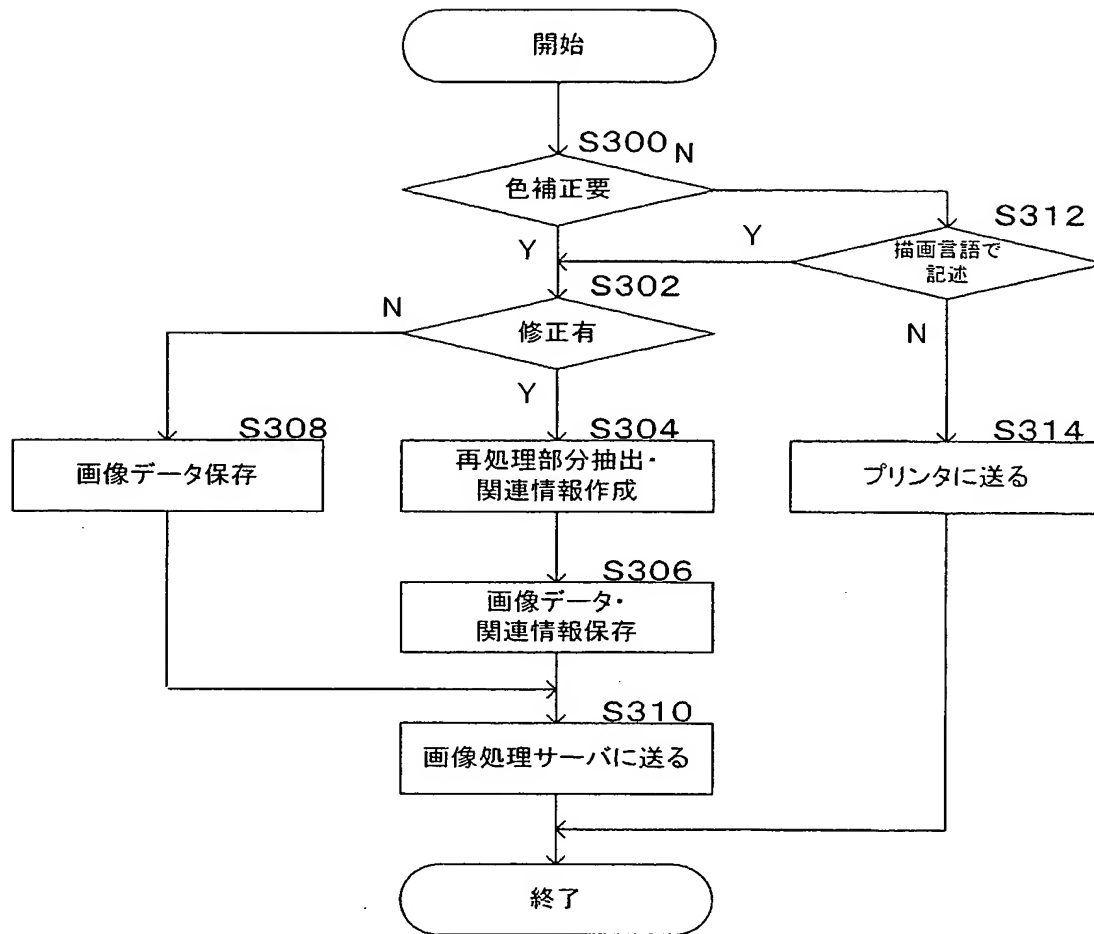 開始
S300
N
色補正要
S312
Y
Y
描画言語で
記述
S302
N
修正有
N
Y
S308
S304
S314
画像データ保存
再処理部分抽出・
関連情報作成
プリンタに送る
S306
画像データ・
関連情報保存
S310
画像処理サーバに送る
終了